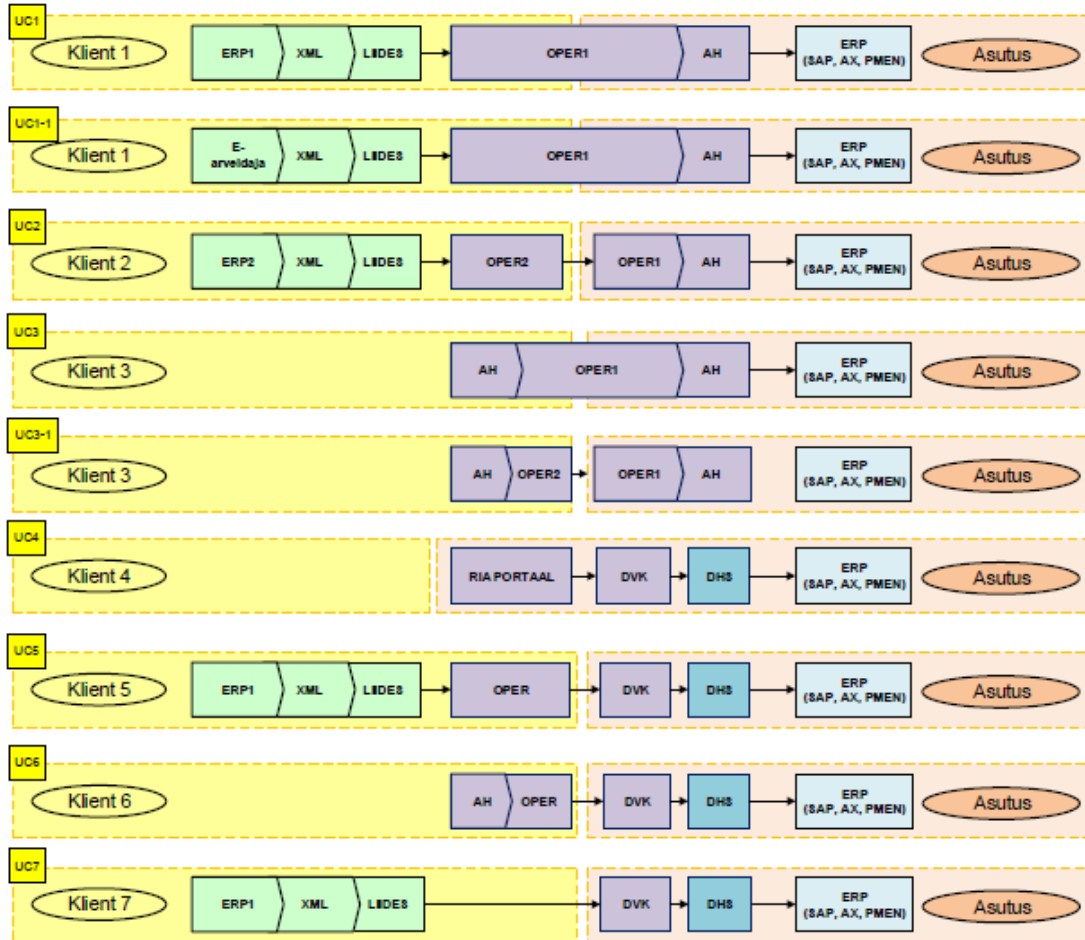 UC1
Klient 1 ERP1 XML LIIDES OPER1 AH ERP (SAP, AX, PMEN) Asutus
UC1-1
Klient 1 E-arveldaja XML LIIDES OPER1 AH ERP (SAP, AX, PMEN) Asutus
UC2
Klient 2 ERP2 XML LIIDES OPER2 OPER1 AH ERP (SAP, AX, PMEN) Asutus
UC3
Klient 3 AH OPER1 AH ERP (SAP, AX, PMEN) Asutus
UC3-1
Klient 3 AH OPER2 OPER1 AH ERP (SAP, AX, PMEN) Asutus
UC4
Klient 4 RIA PORTAAL DVK DHS ERP (SAP, AX, PMEN) Asutus
UC5
Klient 5 ERP1 XML LIIDES OPER DVK DHS ERP (SAP, AX, PMEN) Asutus
UC6
Klient 6 AH OPER DVK DHS ERP (SAP, AX, PMEN) Asutus
UC7
Klient 7 ERP1 XML LIIDES DVK DHS ERP (SAP, AX, PMEN) Asutus